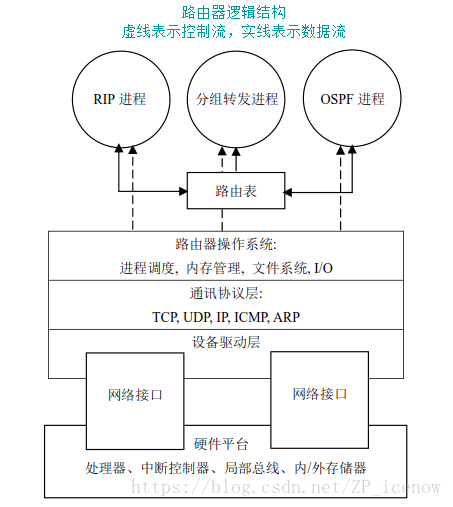 路由器逻辑结构
虚线表示控制流，实线表示数据流
RIP 进程
分组转发进程
OSPF 进程
路由表
路由器操作系统:
进程调度, 内存管理, 文件系统, I/O
通讯协议层:
TCP, UDP, IP, ICMP, ARP
设备驱动层
网络接口
网络接口
硬件平台
处理器、中断控制器、局部总线、内/外存储器
https://blog.csdn.net/ZP_icenow